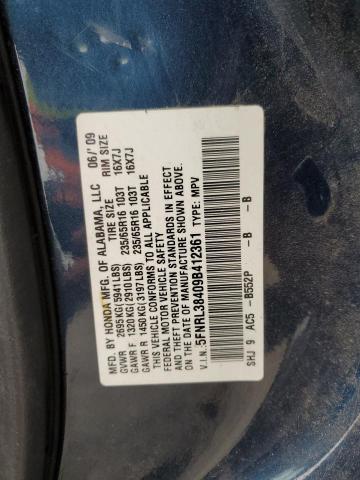 MFD. BY HONDA MFG. OF ALABAMA, LLC 06/'09
TIRE SIZE RIM SIZE
GVWR 2695KG(5941LBS)
GAWR F 1320KG(2910LBS) 235/65R16 103T 16X7J
GAWR R 1450KG(3197LBS) 235/65R16 103T 16X7J
THIS VEHICLE CONFORMS TO ALL APPLICABLE
FEDERAL MOTOR VEHICLE SAFETY
AND THEFT PREVENTION STANDARDS IN EFFECT
ON THE DATE OF MANUFACTURE SHOWN ABOVE.
V.I.N.: 5FNRL38409B412361 TYPE: MPV
SHJ 9 AC5 -B552P -B -B